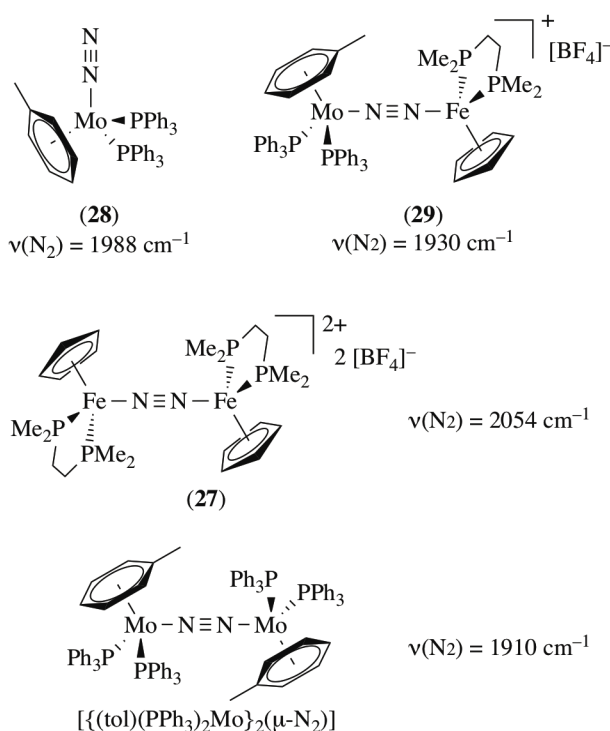 N
N
Mo
PPh₃
PPh₃
(28)
ν(N₂) = 1988 cm⁻¹
+
[BF₄]⁻
Me₂P
PMe₂
Mo
N≡N
Fe
Ph₃P
PPh₃
(29)
ν(N2) = 1930 cm⁻¹
2+
2 [BF₄]⁻
Me₂P
PMe₂
Fe
N≡N
Fe
Me₂P
PMe₂
ν(N2) = 2054 cm⁻¹
(27)
Ph₃P
PPh₃
Mo
N≡N
Mo
Ph₃P
PPh₃
ν(N2) = 1910 cm⁻¹
[{(tol)(PPh₃)₂Mo}₂(μ-N₂)]